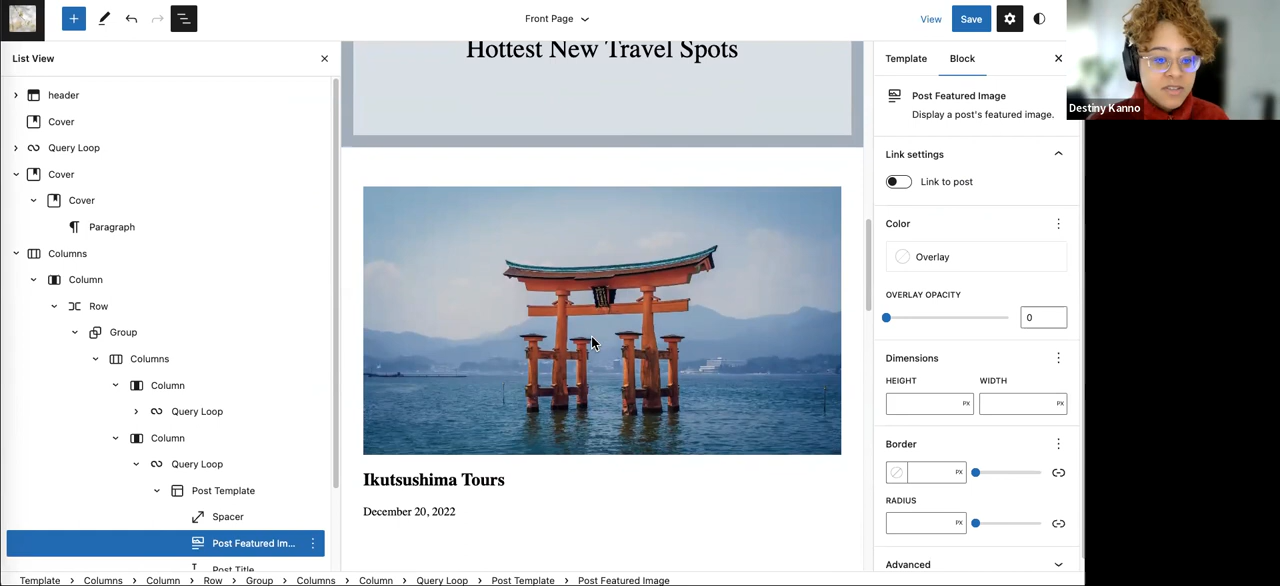 Front Page
View
Save
List View
header
Cover
Query Loop
Cover
Cover
Paragraph
Columns
Column
Row
Group
Columns
Column
Query Loop
Column
Query Loop
Post Template
Spacer
Post Featured Im...
Post Title
Hottest New Travel Spots
Ikutsushima Tours
December 20, 2022
Template Block
Post Featured Image
Display a post's featured image.
Link settings
Link to post
Color
Overlay
OVERLAY OPACITY
0
Dimensions
HEIGHT WIDTH
PX PX
Border
PX
RADIUS
PX
Advanced
Destiny Kanno
Template > Columns > Column > Row > Group > Columns > Column > Query Loop > Post Template > Post Featured Image